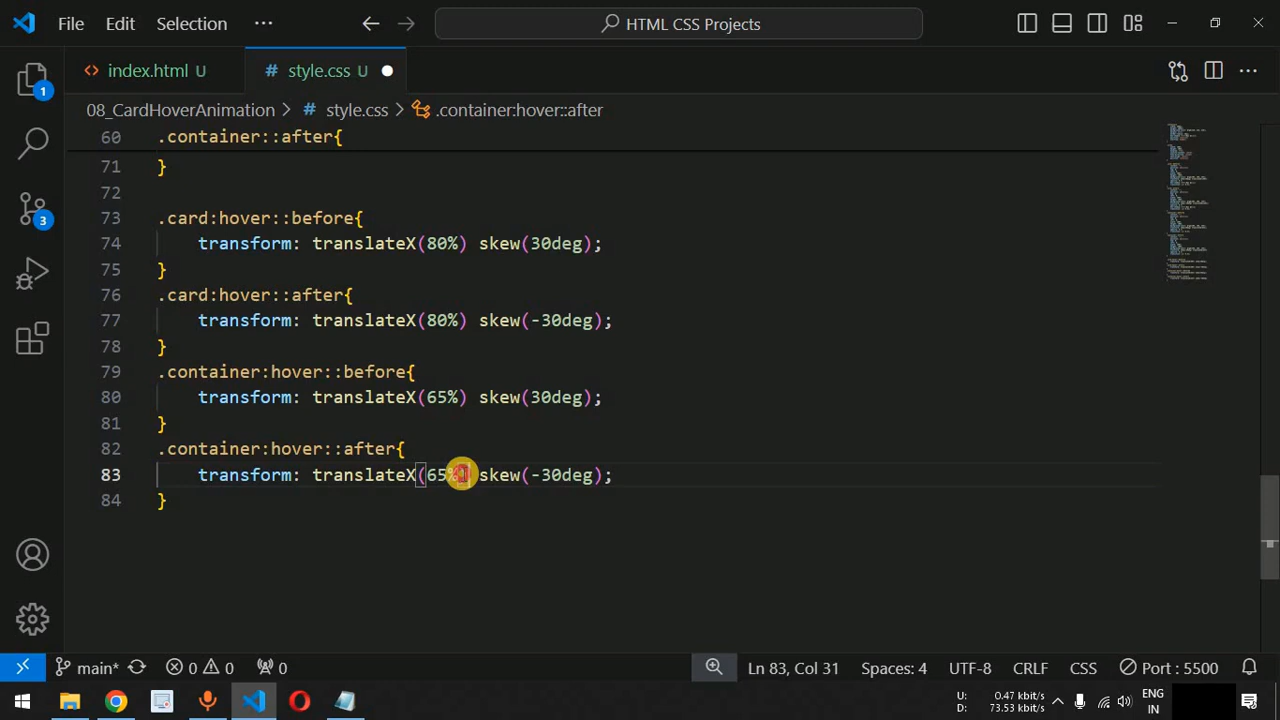 File Edit Selection ··· HTML CSS Projects
index.html U # style.css U
08_CardHoverAnimation > # style.css > .container:hover::after
60 .container::after{
71 }
72
73 .card:hover::before{
74 transform: translateX(80%) skew(30deg);
75 }
76 .card:hover::after{
77 transform: translateX(80%) skew(-30deg);
78 }
79 .container:hover::before{
80 transform: translateX(65%) skew(30deg);
81 }
82 .container:hover::after{
83 transform: translateX(65%) skew(-30deg);
84 }
1
3
main* 0 0 0 Ln 83, Col 31 Spaces: 4 UTF-8 CRLF CSS Port : 5500
U: 0.47 kbit/s
D: 73.53 kbit/s
ENG
IN